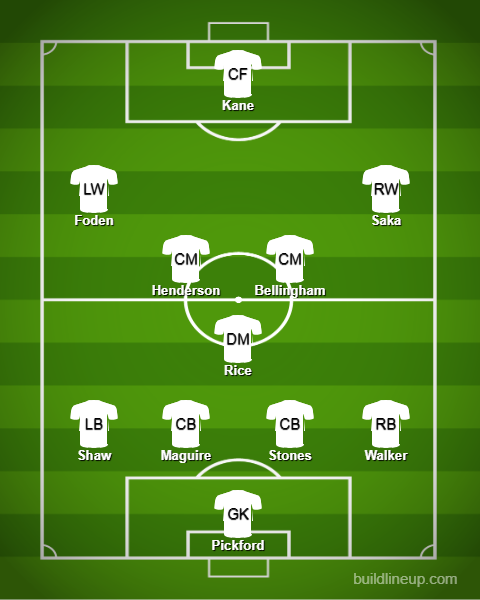 CF
Kane
LW
Foden
RW
Saka
CM
Henderson
CM
Bellingham
DM
Rice
LB
Shaw
CB
Maguire
CB
Stones
RB
Walker
GK
Pickford
buildlineup.com